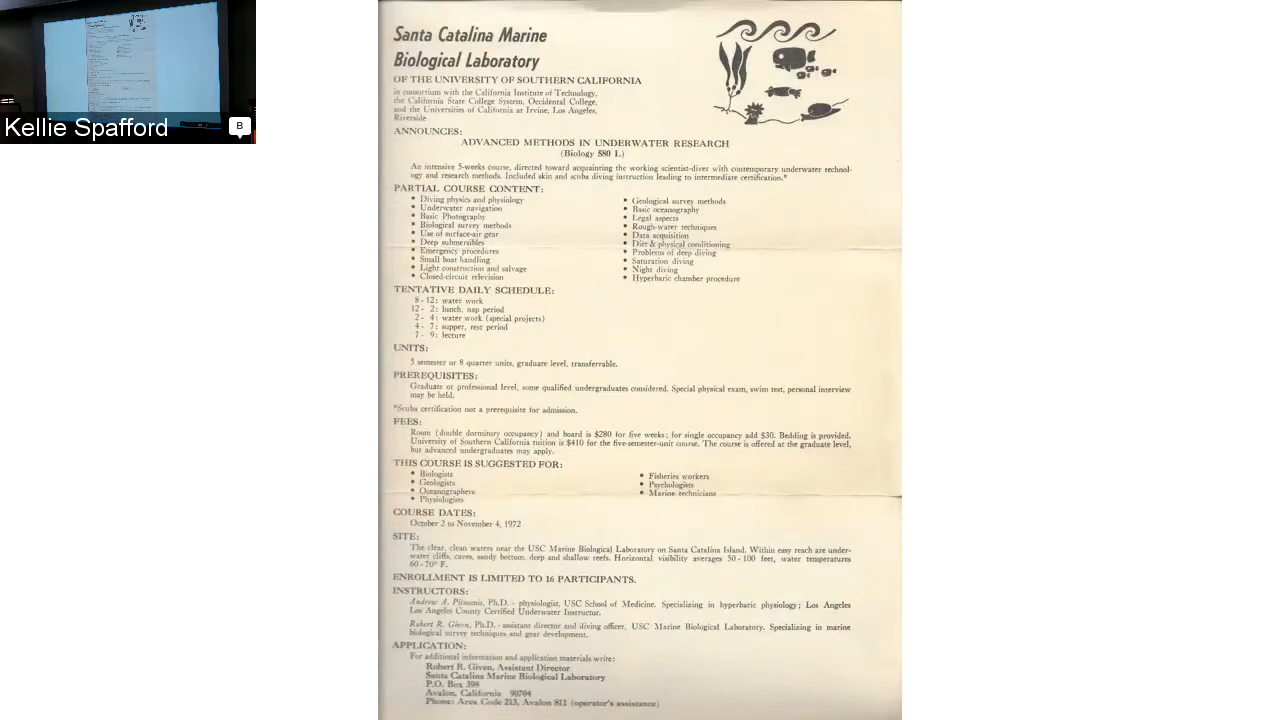 Kellie Spafford
B
Santa Catalina Marine
Biological Laboratory
OF THE UNIVERSITY OF SOUTHERN CALIFORNIA
in consortium with the California Institute of Technology,
the California State College System, Occidental College,
and the Universities of California at Irvine, Los Angeles,
Riverside
ANNOUNCES:
ADVANCED METHODS IN UNDERWATER RESEARCH
(Biology 580 L)
An intensive 5-weeks course, directed toward acquainting the working scientist-diver with contemporary underwater technol-
ogy and research methods. Included skin and scuba diving instruction leading to intermediate certification.*
PARTIAL COURSE CONTENT:
• Diving physics and physiology
• Underwater navigation
• Basic Photography
• Biological survey methods
• Use of surface-air gear
• Deep submersibles
• Emergency procedures
• Small boat handling
• Light construction and salvage
• Closed-circuit television
• Geological survey methods
• Basic oceanography
• Legal aspects
• Rough-water techniques
• Data acquisition
• Diet & physical conditioning
• Problems of deep diving
• Saturation diving
• Night diving
• Hyperbaric chamber procedure
TENTATIVE DAILY SCHEDULE:
8 - 12: water work
12 - 2: lunch, nap period
2 - 4: water work (special projects)
4 - 7: supper, rest period
7 - 9: lecture
UNITS:
5 semester or 8 quarter units, graduate level, transferrable.
PREREQUISITES:
Graduate or professional level, some qualified undergraduates considered. Special physical exam, swim test, personal interview
may be held.
*Scuba certification not a prerequisite for admission.
FEES:
Room (double dormitory occupancy) and board is $280 for five weeks; for single occupancy add $30. Bedding is provided.
University of Southern California tuition is $410 for the five-semester-unit course. The course is offered at the graduate level,
but advanced undergraduates may apply.
THIS COURSE IS SUGGESTED FOR:
• Biologists
• Geologists
• Oceanographers
• Physiologists
• Fisheries workers
• Psychologists
• Marine technicians
COURSE DATES:
October 2 to November 4, 1972
SITE:
The clear, clean waters near the USC Marine Biological Laboratory on Santa Catalina Island. Within easy reach are under-
water cliffs, caves, sandy bottom, deep and shallow reefs. Horizontal visibility averages 50 - 100 feet, water temperatures
60 - 70° F.
ENROLLMENT IS LIMITED TO 16 PARTICIPANTS.
INSTRUCTORS:
Andrew A. Pilmanis, Ph.D. - physiologist, USC School of Medicine. Specializing in hyperbaric physiology; Los Angeles
Los Angeles County Certified Underwater Instructor.
Robert R. Given, Ph.D. - assistant director and diving officer, USC Marine Biological Laboratory. Specializing in marine
biological survey techniques and gear development.
APPLICATION:
For additional information and application materials write:
Robert R. Given, Assistant Director
Santa Catalina Marine Biological Laboratory
P.O. Box 398
Avalon, California 90704
Phone: Area Code 213, Avalon 811 (operator's assistance)